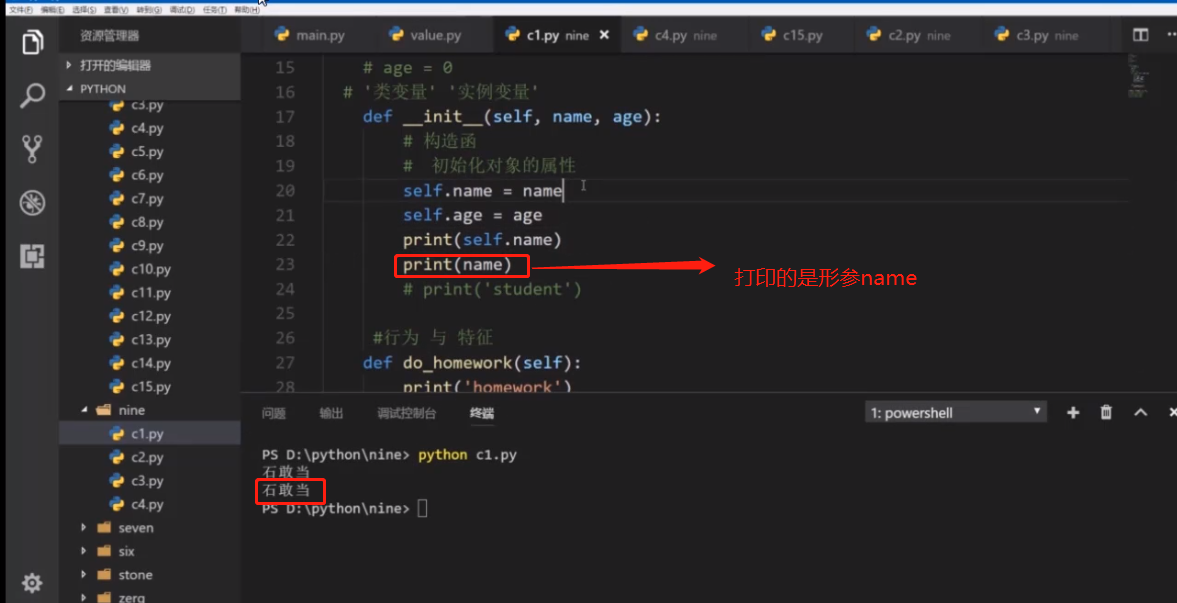 文件(F) 编辑(E) 选择(S) 查看(V) 转到(G) 调试(D) 任务(T) 帮助(H)
资源管理器
main.py
value.py
c1.py nine
c4.py nine
c15.py
c2.py nine
c3.py nine
打开的编辑器
PYTHON
c3.py
c4.py
c5.py
c6.py
c7.py
c8.py
c9.py
c10.py
c11.py
c12.py
c13.py
c14.py
c15.py
nine
c1.py
c2.py
c3.py
c4.py
seven
six
stone
zero
15 # age = 0
16 # '类变量' '实例变量'
17 def __init__(self, name, age):
18 # 构造函
19 # 初始化对象的属性
20 self.name = name
21 self.age = age
22 print(self.name)
23 print(name)
24 # print('student')
25
26 #行为 与 特征
27 def do_homework(self):
28 print('homework')
打印的是形参name
问题 输出 调试控制台 终端
1: powershell
PS D:\python\nine> python c1.py
石敢当
石敢当
PS D:\python\nine>